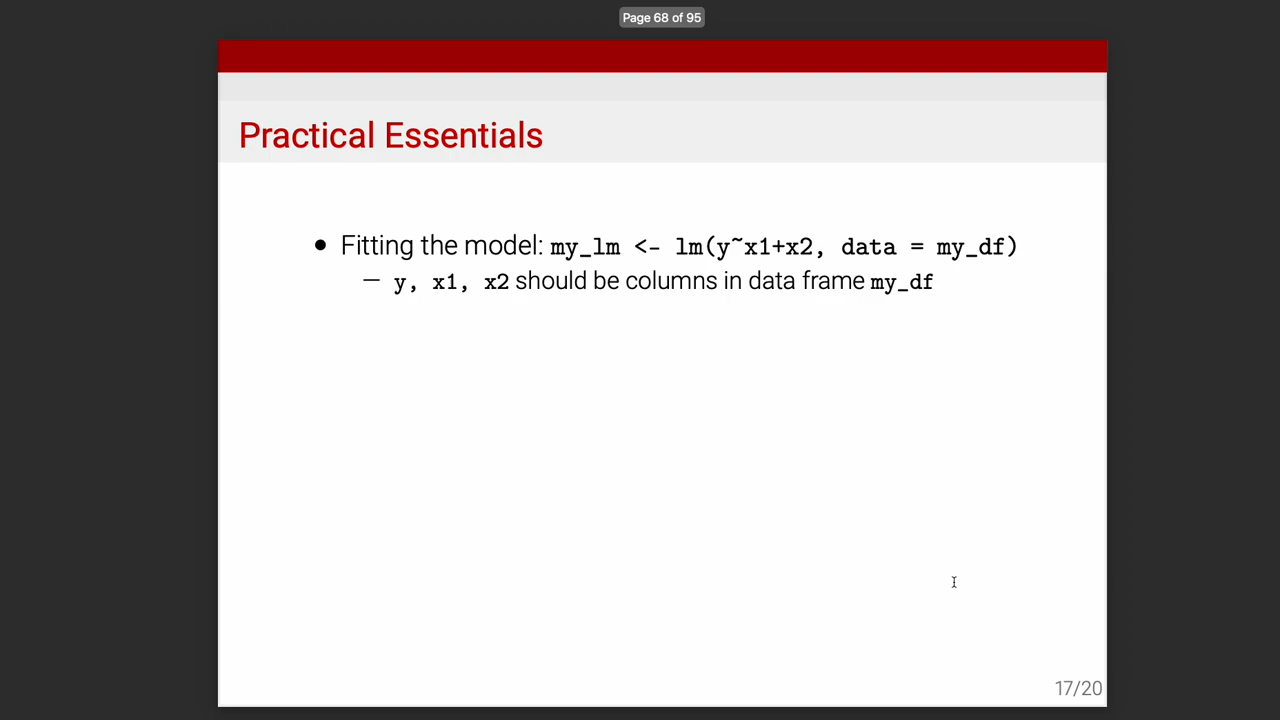 Page 68 of 95
Practical Essentials
• Fitting the model: my_lm <- lm(y~x1+x2, data = my_df)
– y, x1, x2 should be columns in data frame my_df
17/20